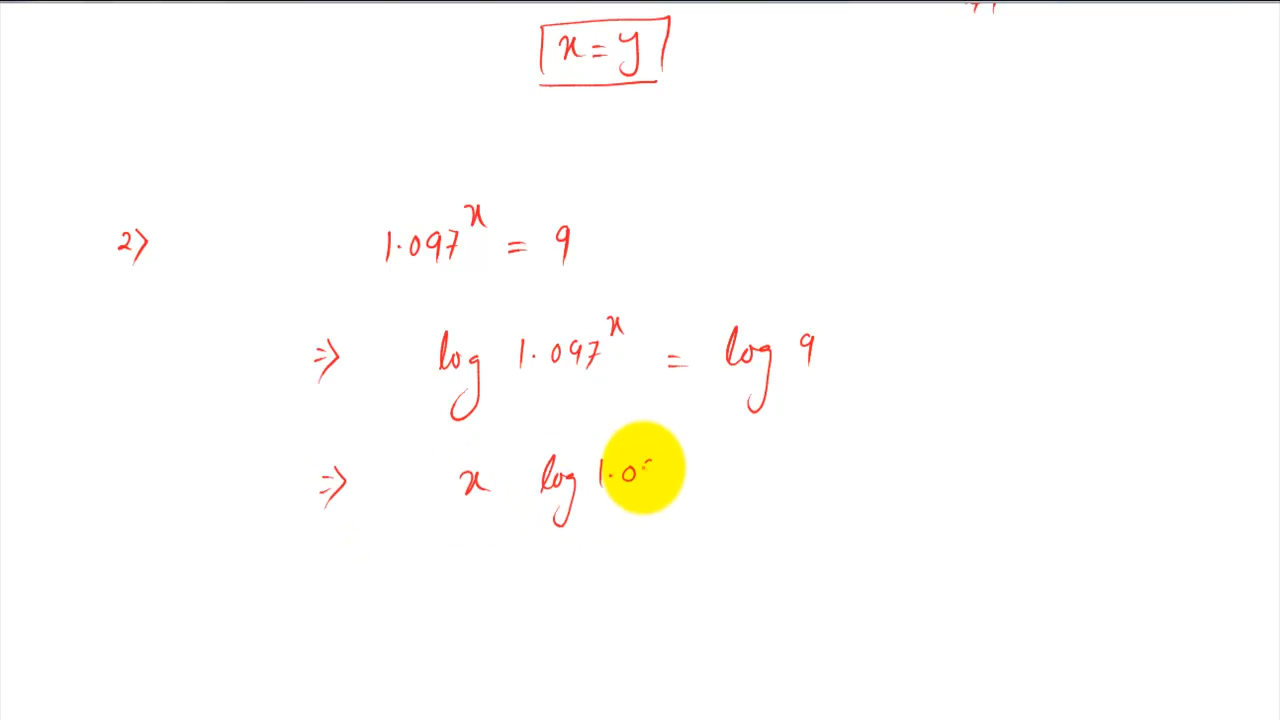 x = y
2) 1.097^x = 9
⇒ log 1.097^x = log 9
⇒ x log 1.0